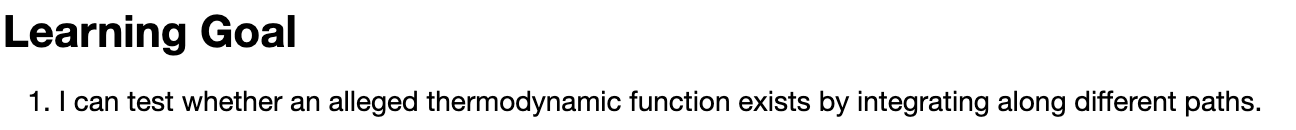 Learning Goal
1. I can test whether an alleged thermodynamic function exists by integrating along different paths.